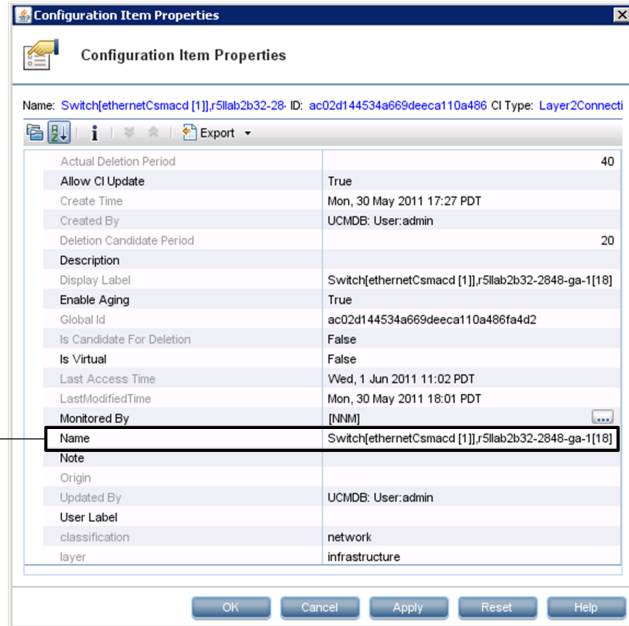 Configuration Item Properties
Configuration Item Properties
Name: Switch[ethernetCsmacd [1]],r5llab2b32-28- ID: ac02d144534a669deeca110a486 CI Type: Layer2Connecti
Export
Actual Deletion Period 40
Allow CI Update True
Create Time Mon, 30 May 2011 17:27 PDT
Created By UCMDB: User:admin
Deletion Candidate Period 20
Description
Display Label Switch[ethernetCsmacd [1]],r5llab2b32-2848-ga-1[18]
Enable Aging True
Global Id ac02d144534a669deeca110a486fa4d2
Is Candidate For Deletion False
Is Virtual False
Last Access Time Wed, 1 Jun 2011 11:02 PDT
LastModifiedTime Mon, 30 May 2011 18:01 PDT
Monitored By [NNM] ...
Name Switch[ethernetCsmacd [1]],r5llab2b32-2848-ga-1[18]
Note
Origin
Updated By UCMDB: User:admin
User Label
classification network
layer infrastructure
OK Cancel Apply Reset Help